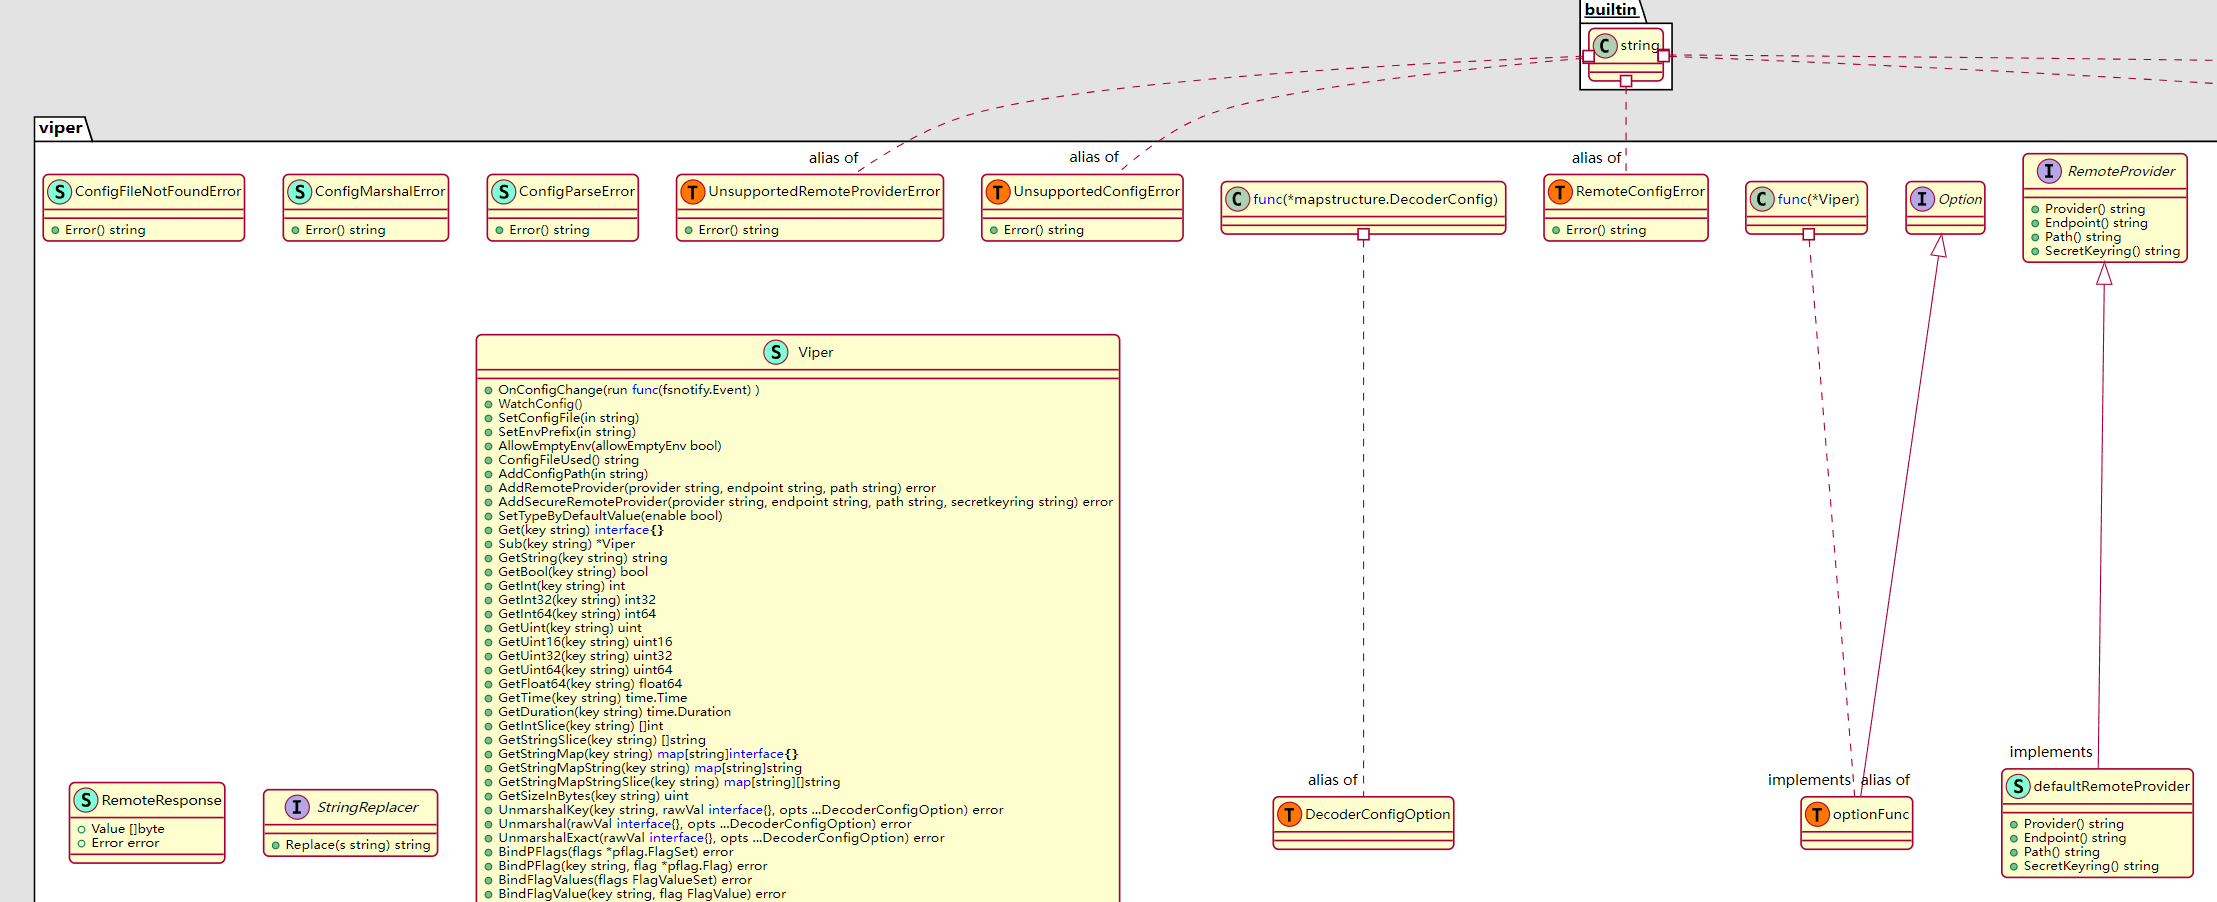 builtin
C string
viper
alias of
alias of
alias of
S ConfigFileNotFoundError
Error() string
S ConfigMarshalError
Error() string
S ConfigParseError
Error() string
T UnsupportedRemoteProviderError
Error() string
T UnsupportedConfigError
Error() string
C func(*mapstructure.DecoderConfig)
T RemoteConfigError
Error() string
C func(*Viper)
I Option
I RemoteProvider
Provider() string
Endpoint() string
Path() string
SecretKeyring() string
S Viper
OnConfigChange(run func(fsnotify.Event) )
WatchConfig()
SetConfigFile(in string)
SetEnvPrefix(in string)
AllowEmptyEnv(allowEmptyEnv bool)
ConfigFileUsed() string
AddConfigPath(in string)
AddRemoteProvider(provider string, endpoint string, path string) error
AddSecureRemoteProvider(provider string, endpoint string, path string, secretkeyring string) error
SetTypeByDefaultValue(enable bool)
Get(key string) interface{}
Sub(key string) *Viper
GetString(key string) string
GetBool(key string) bool
GetInt(key string) int
GetInt32(key string) int32
GetInt64(key string) int64
GetUint(key string) uint
GetUint16(key string) uint16
GetUint32(key string) uint32
GetUint64(key string) uint64
GetFloat64(key string) float64
GetTime(key string) time.Time
GetDuration(key string) time.Duration
GetIntSlice(key string) []int
GetStringSlice(key string) []string
GetStringMap(key string) map[string]interface{}
GetStringMapString(key string) map[string]string
GetStringMapStringSlice(key string) map[string][]string
GetSizeInBytes(key string) uint
UnmarshalKey(key string, rawVal interface{}, opts ...DecoderConfigOption) error
Unmarshal(rawVal interface{}, opts ...DecoderConfigOption) error
UnmarshalExact(rawVal interface{}, opts ...DecoderConfigOption) error
BindPFlags(flags *pflag.FlagSet) error
BindPFlag(key string, flag *pflag.Flag) error
BindFlagValues(flags FlagValueSet) error
BindFlagValue(key string, flag FlagValue) error
S RemoteResponse
Value []byte
Error error
I StringReplacer
Replace(s string) string
alias of
T DecoderConfigOption
implements alias of
T optionFunc
implements
S defaultRemoteProvider
Provider() string
Endpoint() string
Path() string
SecretKeyring() string